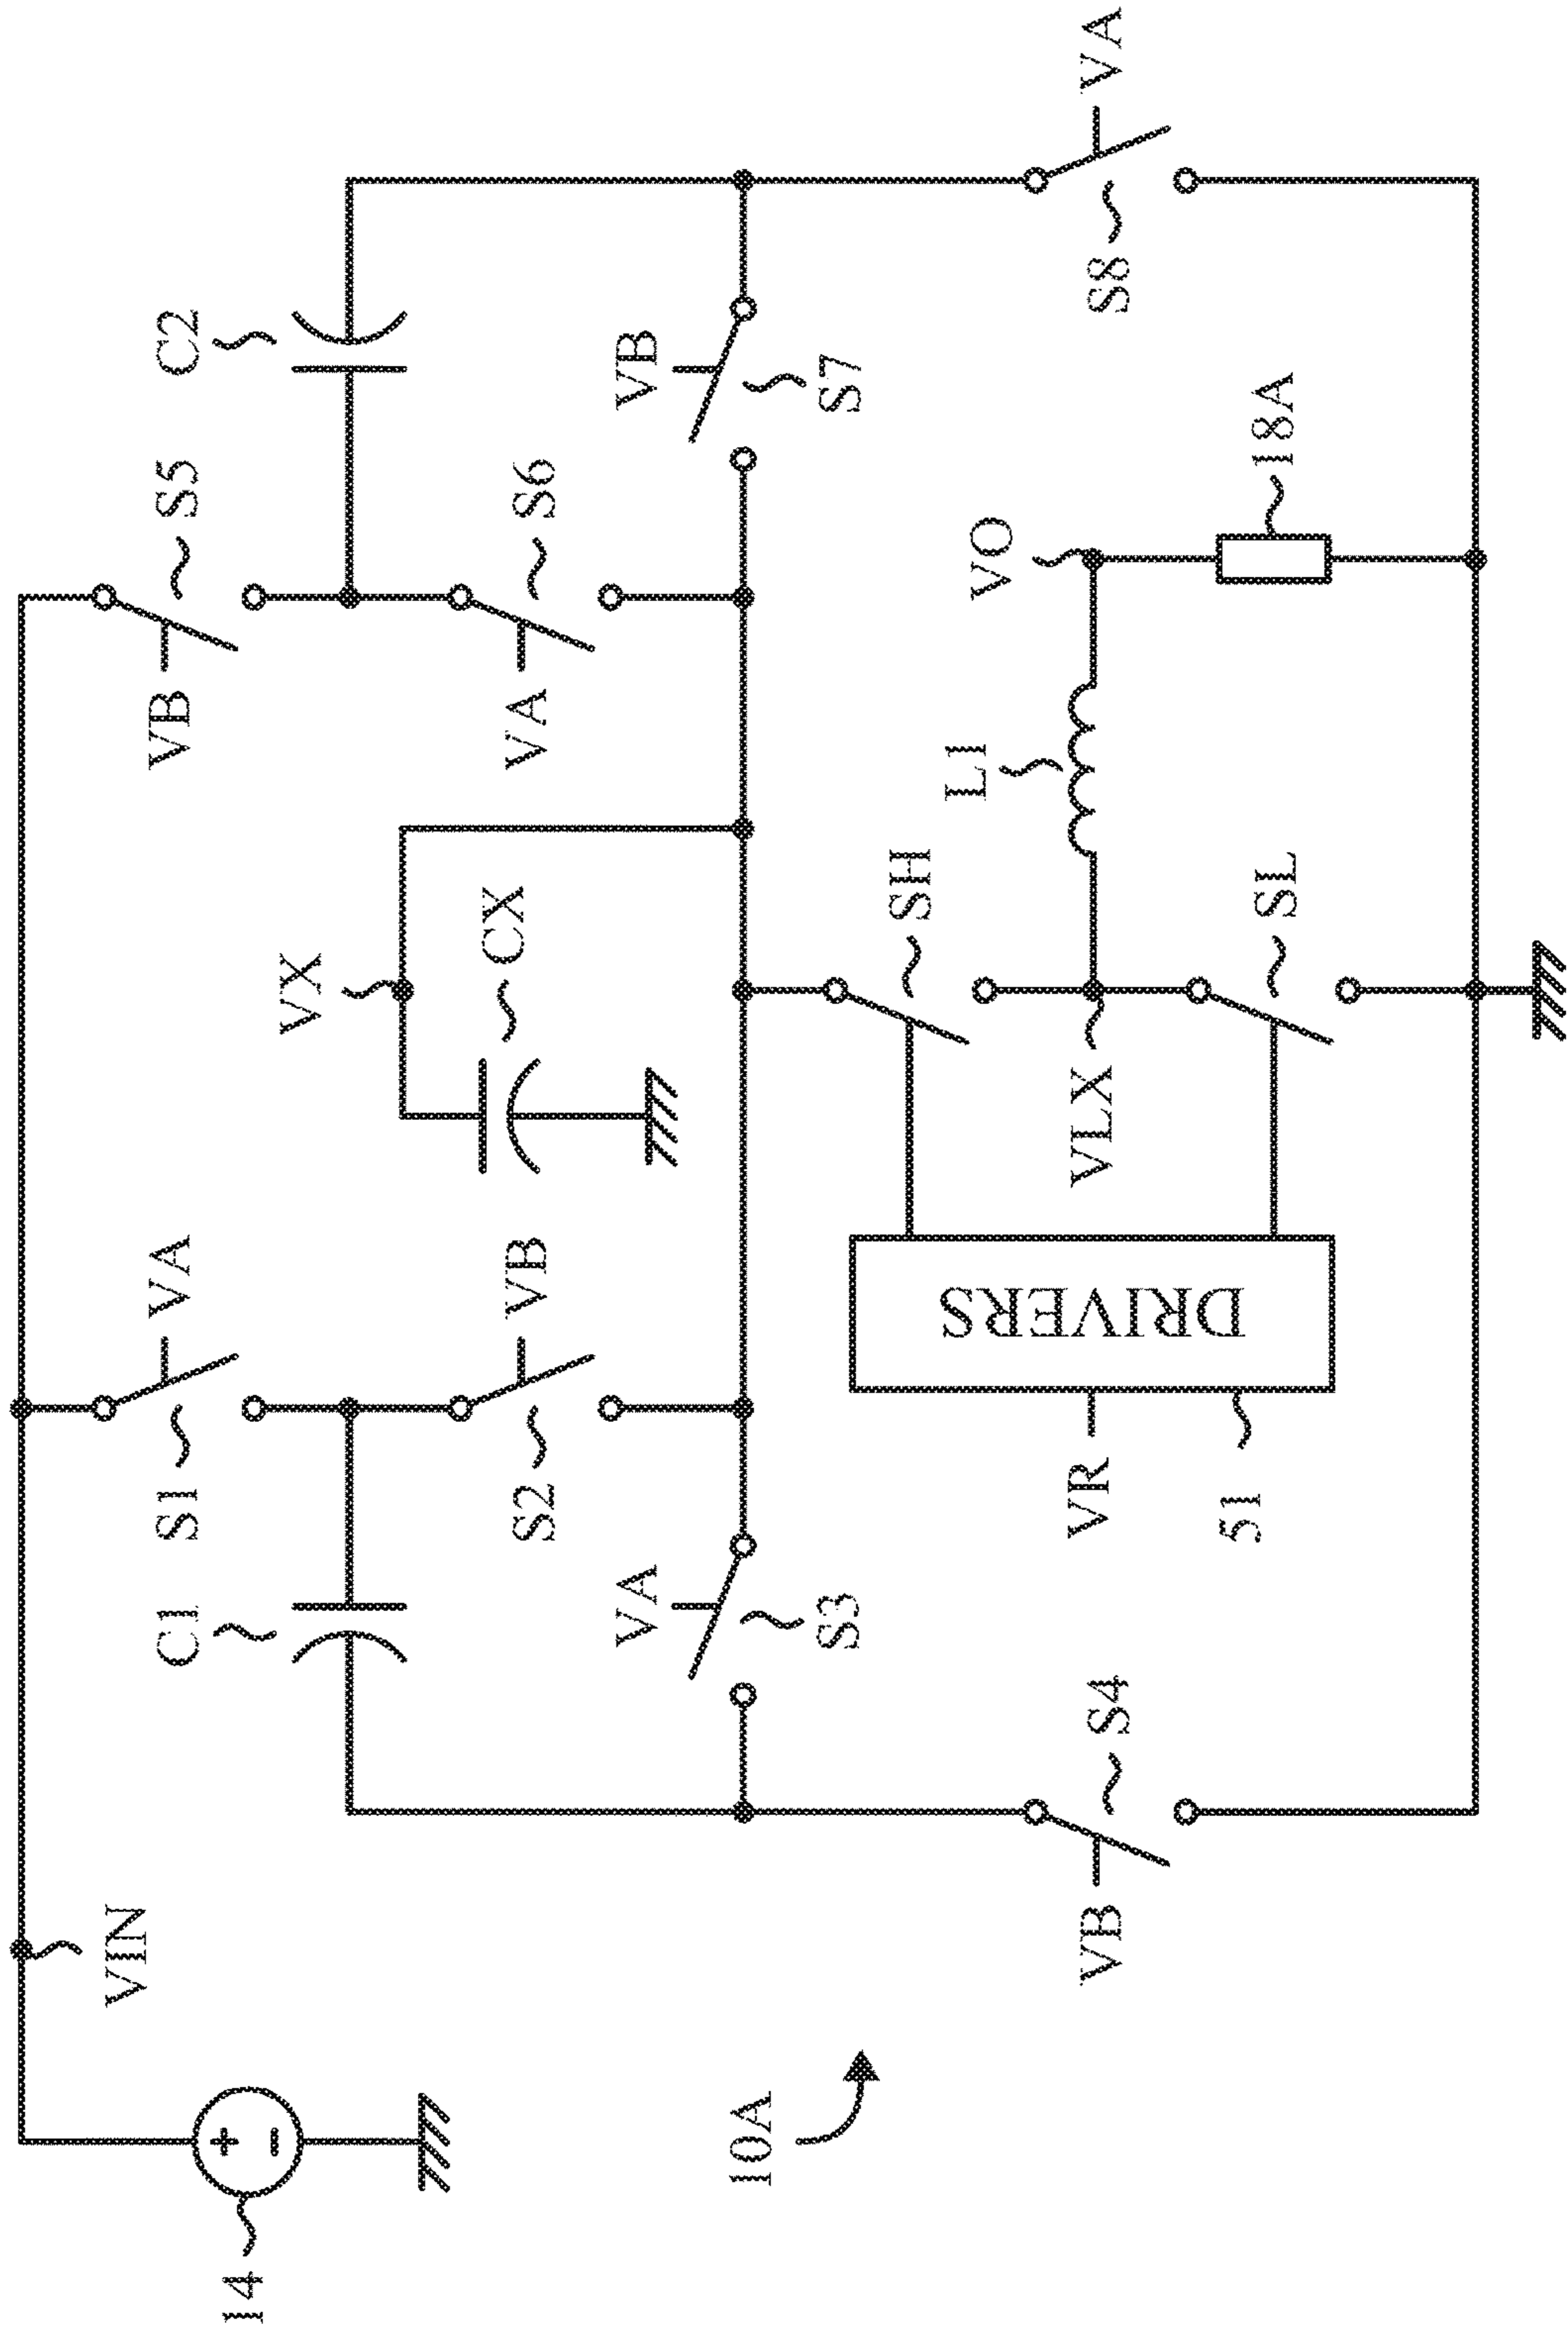 VIN
C1
S1
VA
VB
S5
C2
14
VX
CX
S2
VB
VA
S6
VA
VB
10A
S3
S7
SH
L1
VO
VB
S4
VR
DRIVERS
VLX
S8
VA
51
SL
18A